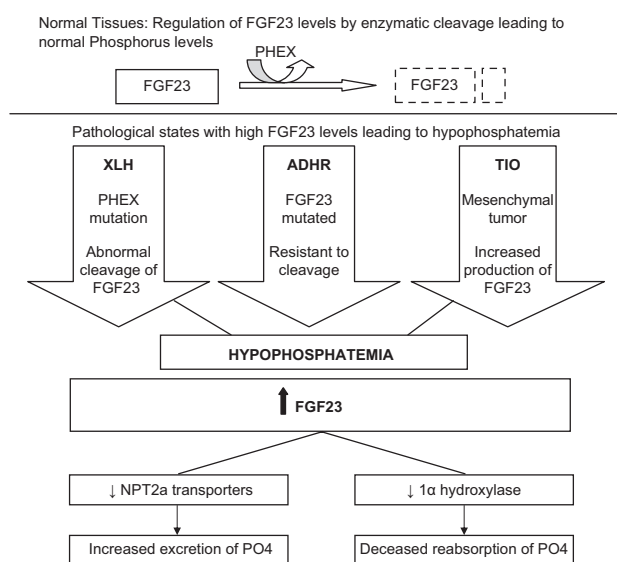 Normal Tissues: Regulation of FGF23 levels by enzymatic cleavage leading to
normal Phosphorus levels
PHEX
FGF23
FGF23
Pathological states with high FGF23 levels leading to hypophosphatemia
XLH
PHEX
mutation
Abnormal
cleavage of
FGF23
ADHR
FGF23
mutated
Resistant to
cleavage
TIO
Mesenchymal
tumor
Increased
production of
FGF23
HYPOPHOSPHATEMIA
FGF23
↓ NPT2a transporters
↓ 1α hydroxylase
Increased excretion of PO4
Deceased reabsorption of PO4